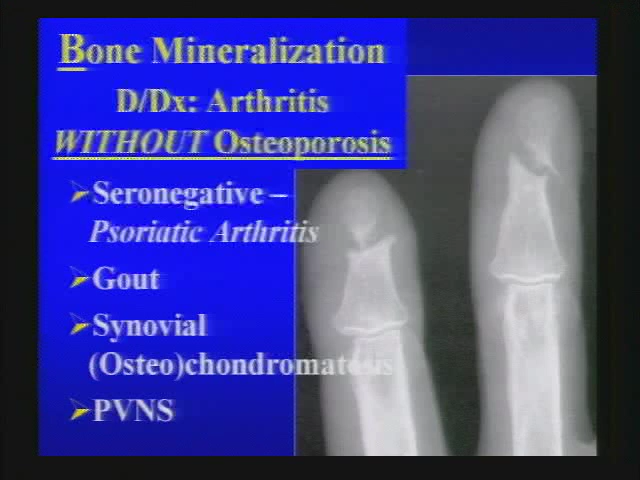 Bone Mineralization
D/Dx: Arthritis
WITHOUT Osteoporosis
Seronegative –
Psoriatic Arthritis
Gout
Synovial
(Osteo)chondromatosis
PVNS